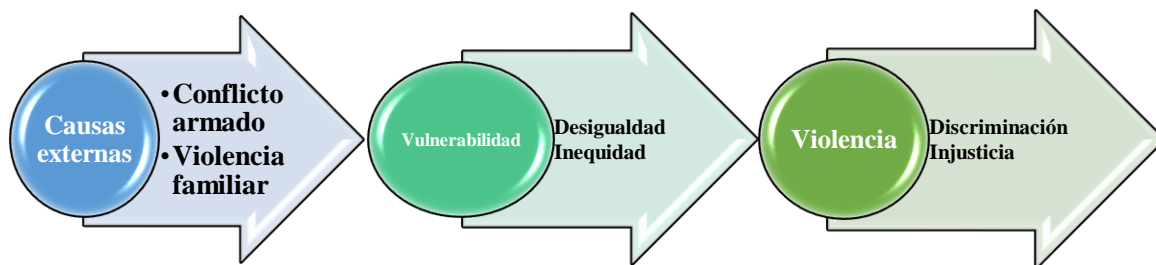 Causas
externas
• Conflicto
armado
• Violencia
familiar
Vulnerabilidad
Desigualdad
Inequidad
Violencia
Discriminación
Injusticia